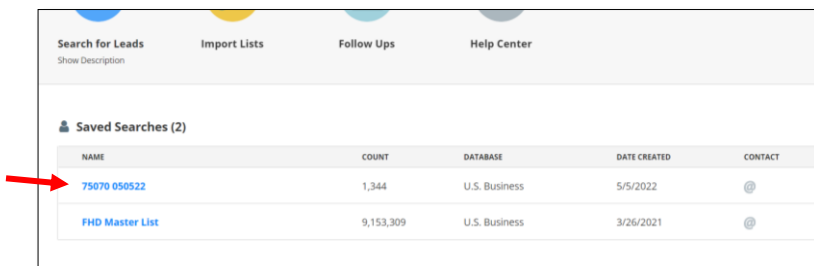 Search for Leads Import Lists Follow Ups Help Center
Show Description
Saved Searches (2)
NAME COUNT DATABASE DATE CREATED CONTACT
75070 050522 1,344 U.S. Business 5/5/2022 @
FHD Master List 9,153,309 U.S. Business 3/26/2021 @